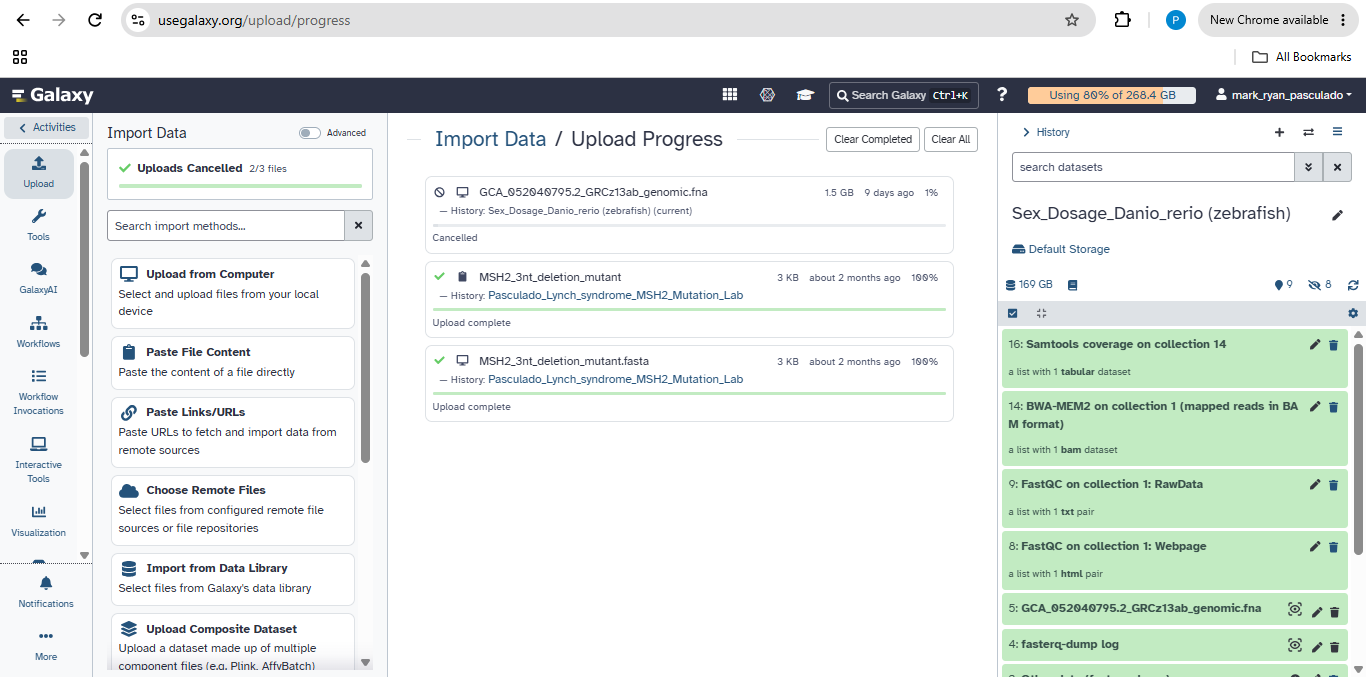 usegalaxy.org/upload/progress
P
New Chrome available
All Bookmarks
Galaxy
Search Galaxy Ctrl+K
?
Using 80% of 268.4 GB
mark_ryan_pasculado
Activities
Upload
Tools
GalaxyAI
Workflows
Workflow
Invocations
Interactive
Tools
Visualization
Notifications
More
Import Data
Advanced
Uploads Cancelled 2/3 files
Search import methods...
Upload from Computer
Select and upload files from your local
device
Paste File Content
Paste the content of a file directly
Paste Links/URLs
Paste URLs to fetch and import data from
remote sources
Choose Remote Files
Select files from configured remote file
sources or file repositories
Import from Data Library
Select files from Galaxy's data library
Upload Composite Dataset
Upload a dataset made up of multiple
component files (e.g. Plink, AffyBatch)
Import Data / Upload Progress
Clear Completed
Clear All
GCA_052040795.2_GRCz13ab_genomic.fna 1.5 GB 9 days ago 1%
— History: Sex_Dosage_Danio_rerio (zebrafish) (current)
Cancelled
MSH2_3nt_deletion_mutant 3 KB about 2 months ago 100%
— History: Pasculado_Lynch_syndrome_MSH2_Mutation_Lab
Upload complete
MSH2_3nt_deletion_mutant.fasta 3 KB about 2 months ago 100%
— History: Pasculado_Lynch_syndrome_MSH2_Mutation_Lab
Upload complete
History
search datasets
Sex_Dosage_Danio_rerio (zebrafish)
Default Storage
169 GB
9
8
16: Samtools coverage on collection 14
a list with 1 tabular dataset
14: BWA-MEM2 on collection 1 (mapped reads in BA
M format)
a list with 1 bam dataset
9: FastQC on collection 1: RawData
a list with 1 txt pair
8: FastQC on collection 1: Webpage
a list with 1 html pair
5: GCA_052040795.2_GRCz13ab_genomic.fna
4: fasterq-dump log